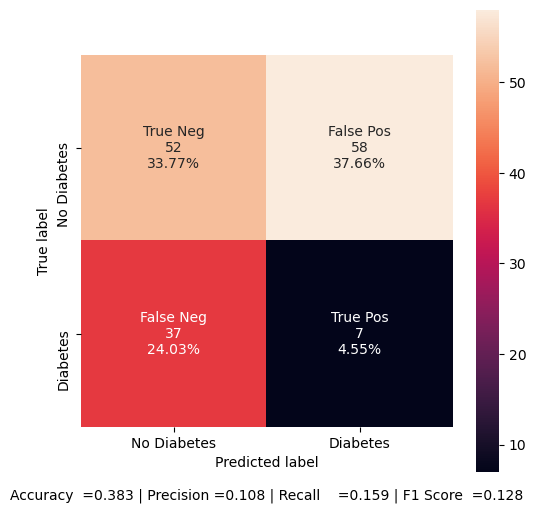 True Neg
52
33.77%
False Pos
58
37.66%
False Neg
37
24.03%
True Pos
7
4.55%
No Diabetes
Diabetes
True label
No Diabetes
Diabetes
Predicted label
50
40
30
20
10
Accuracy  =0.383 | Precision =0.108 | Recall    =0.159 | F1 Score  =0.128